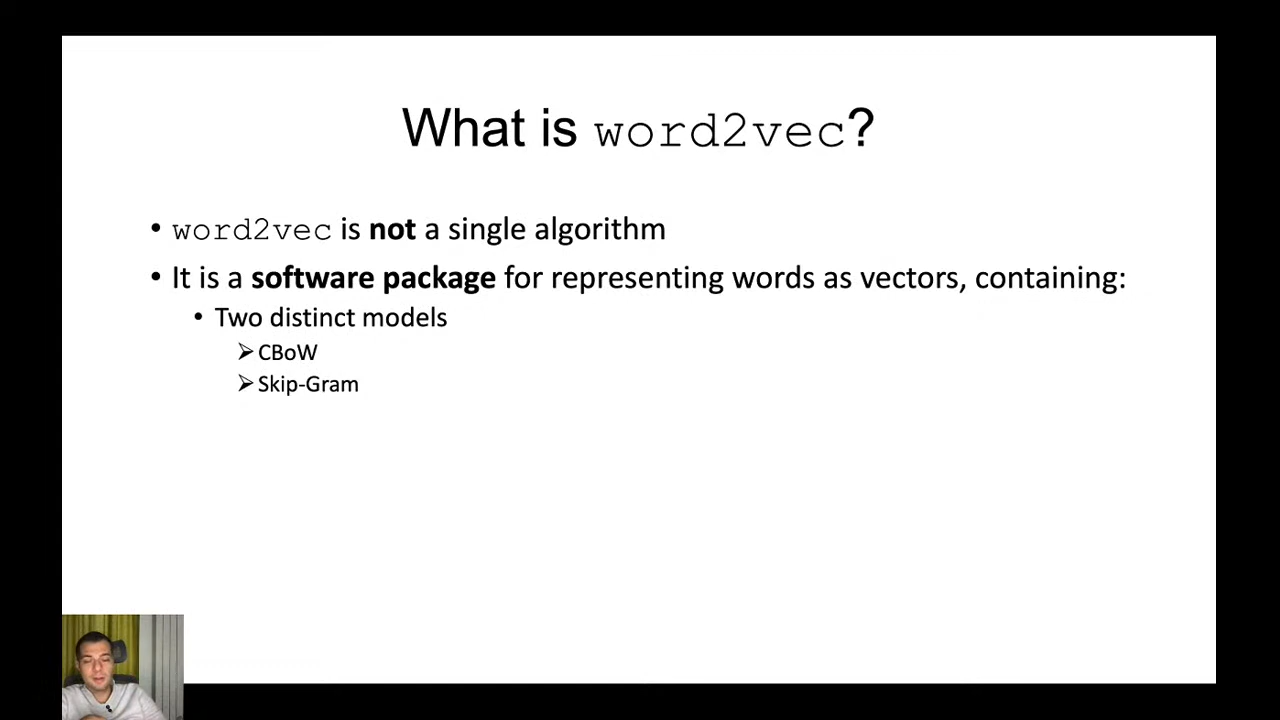 What is word2vec?
• word2vec is not a single algorithm
• It is a software package for representing words as vectors, containing:
• Two distinct models
➢ CBoW
➢ Skip-Gram